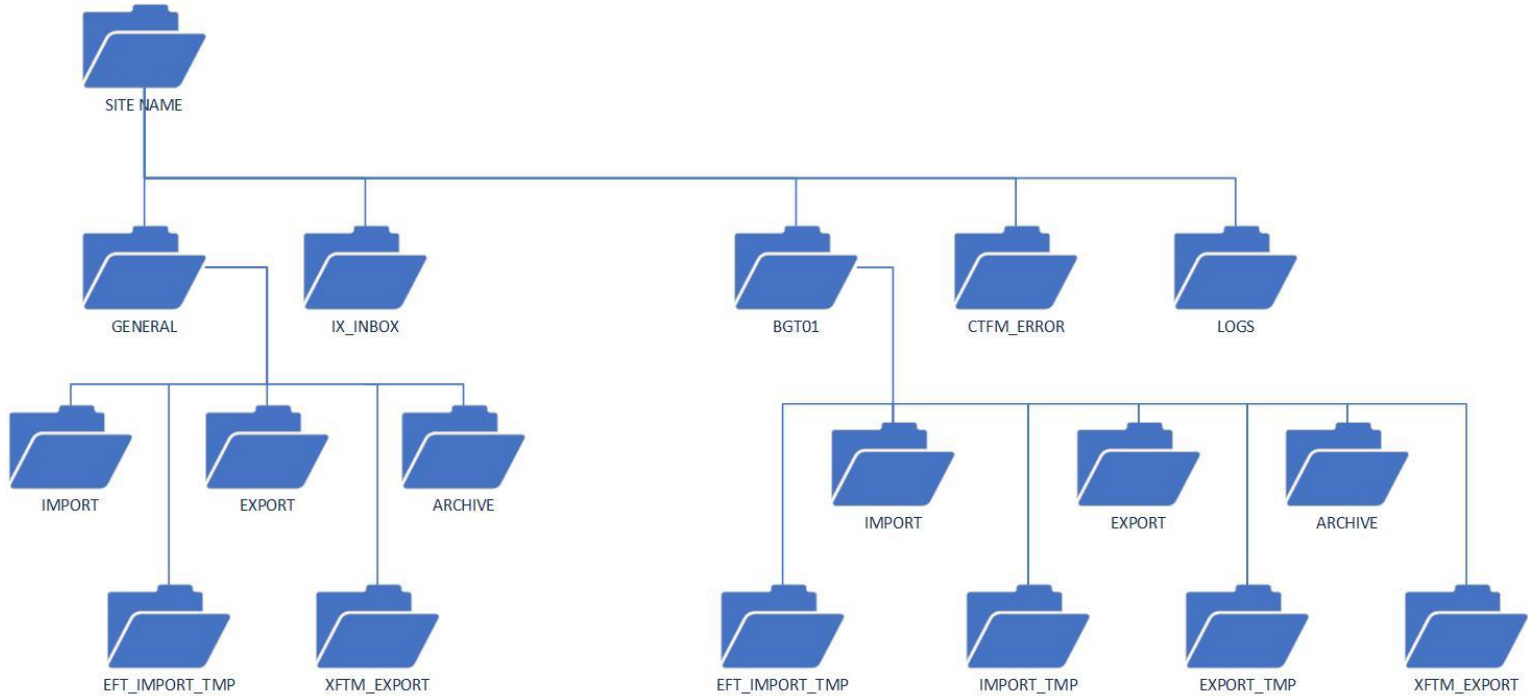 SITE NAME
GENERAL
IX_INBOX
BGT01
CTFM_ERROR
LOGS
IMPORT
EXPORT
ARCHIVE
IMPORT
EXPORT
ARCHIVE
EFT_IMPORT_TMP
XFTM_EXPORT
EFT_IMPORT_TMP
IMPORT_TMP
EXPORT_TMP
XFTM_EXPORT